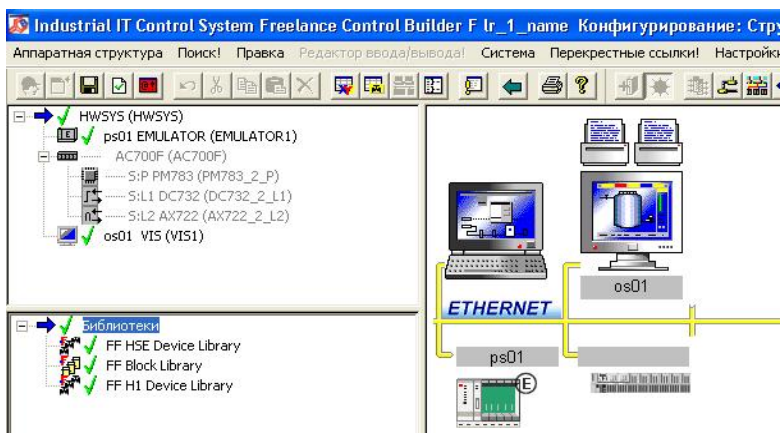 Industrial IT Control System Freelance Control Builder F lr_1_name Конфигурирование: Стру
Аппаратная структура Поиск! Правка Редактор ввода/вывода! Система Перекрестные ссылки! Настройки
HWSYS (HWSYS)
ps01 EMULATOR (EMULATOR1)
AC700F (AC700F)
S:P PM783 (PM783_2_P)
S:L1 DC732 (DC732_2_L1)
S:L2 AX722 (AX722_2_L2)
os01 VIS (VIS1)
Библиотеки
FF HSE Device Library
FF Block Library
FF H1 Device Library
os01
ETHERNET
ps01
E